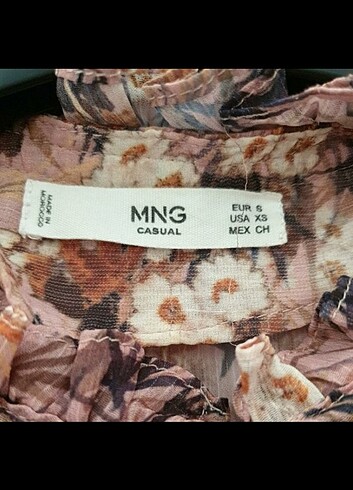 MADE IN
MOROCCO
MNG
CASUAL
EUR S
USA XS
MEX CH